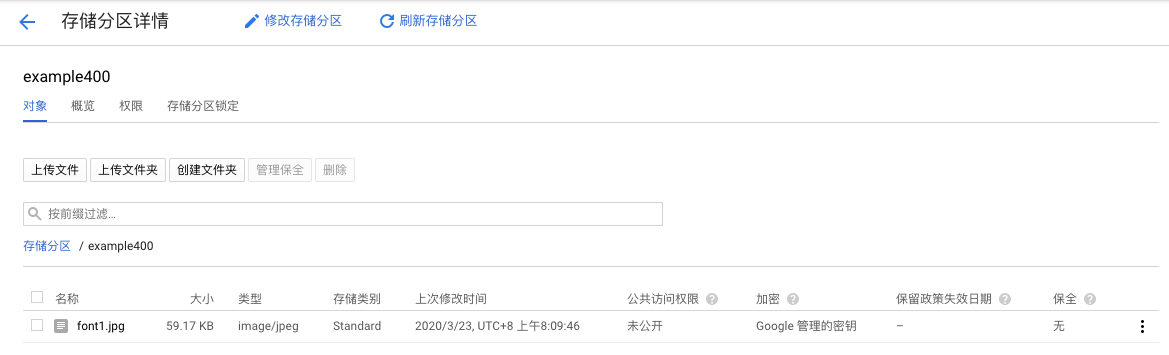 存储分区详情 修改存储分区 刷新存储分区
example400
对象 概览 权限 存储分区锁定
上传文件 上传文件夹 创建文件夹 管理保全 删除
按前缀过滤...
存储分区 / example400
名称 大小 类型 存储类别 上次修改时间 公共访问权限 ? 加密 ? 保留政策失效日期 ? 保全 ?
font1.jpg 59.17 KB image/jpeg Standard 2020/3/23, UTC+8 上午8:09:46 未公开 Google 管理的密钥 – 无